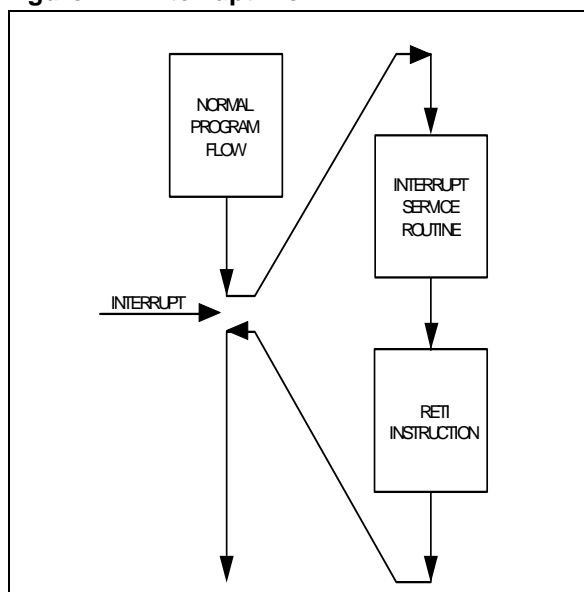 NORMAL
PROGRAM
FLOW
INTERRUPT
SERVICE
ROUTINE
INTERRUPT
RETI
INSTRUCTION